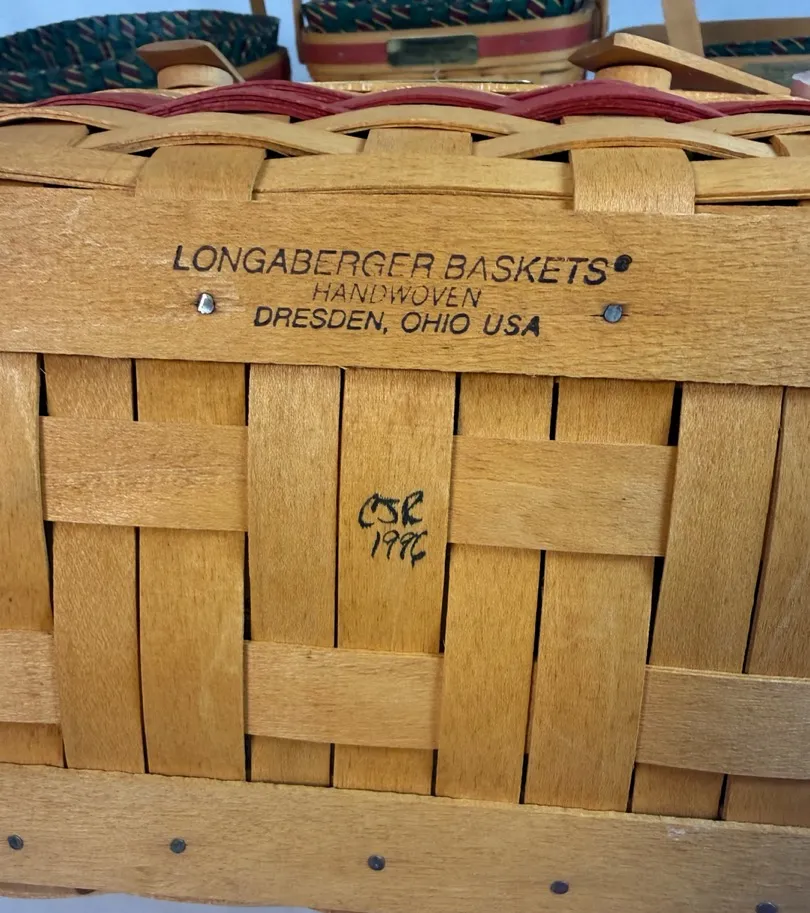 LONGABERGER BASKETS®
HANDWOVEN
DRESDEN, OHIO USA
CJR
1996